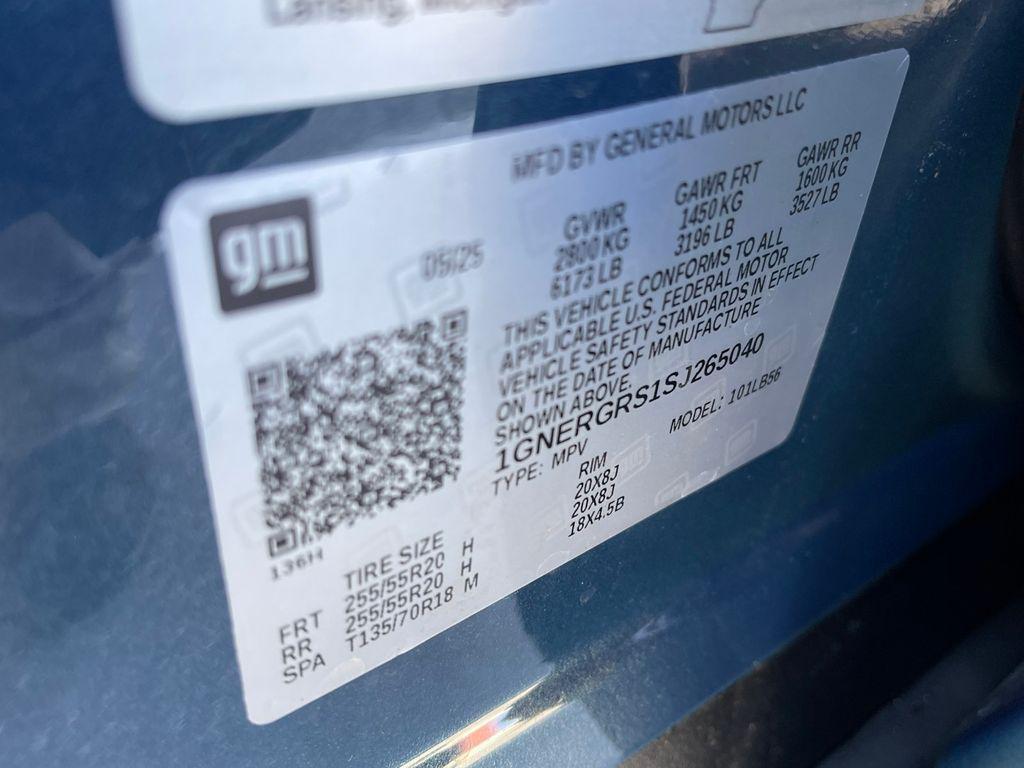 Lansing, Michigan
MFD BY GENERAL MOTORS LLC
gm
05/25
GVWR GAWR FRT GAWR RR
2800 KG 1450 KG 1600 KG
6173 LB 3196 LB 3527 LB
THIS VEHICLE CONFORMS TO ALL
APPLICABLE U.S. FEDERAL MOTOR
VEHICLE SAFETY STANDARDS IN EFFECT
ON THE DATE OF MANUFACTURE
SHOWN ABOVE.
1GNERGRS1SJ265040
TYPE: MPV MODEL: 101LB56
136H
TIRE SIZE RIM
FRT 255/55R20 H 20X8J
RR 255/55R20 H 20X8J
SPA T135/70R18 M 18X4.5B